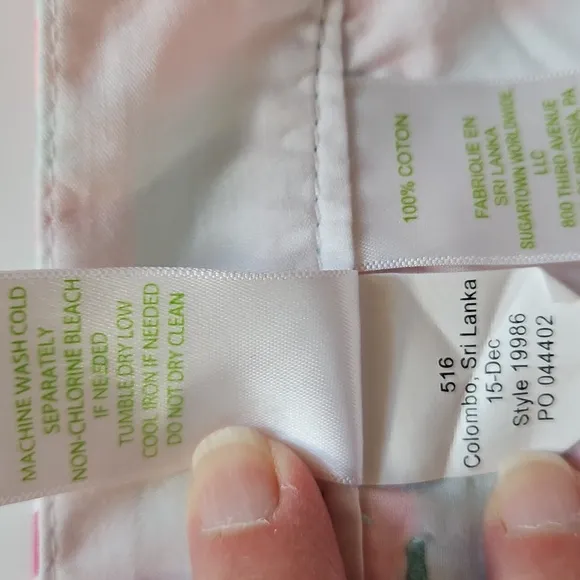 MACHINE WASH COLD
SEPARATELY
NON-CHLORINE BLEACH
IF NEEDED
TUMBLE DRY LOW
COOL IRON IF NEEDED
DO NOT DRY CLEAN
516
Colombo, Sri Lanka
15-Dec
Style 19986
PO 044402
100% COTTON
FABRIQUE EN
SRI LANKA
SUGARTOWN WORLDWIDE
LLC
800 THIRD AVENUE
PA